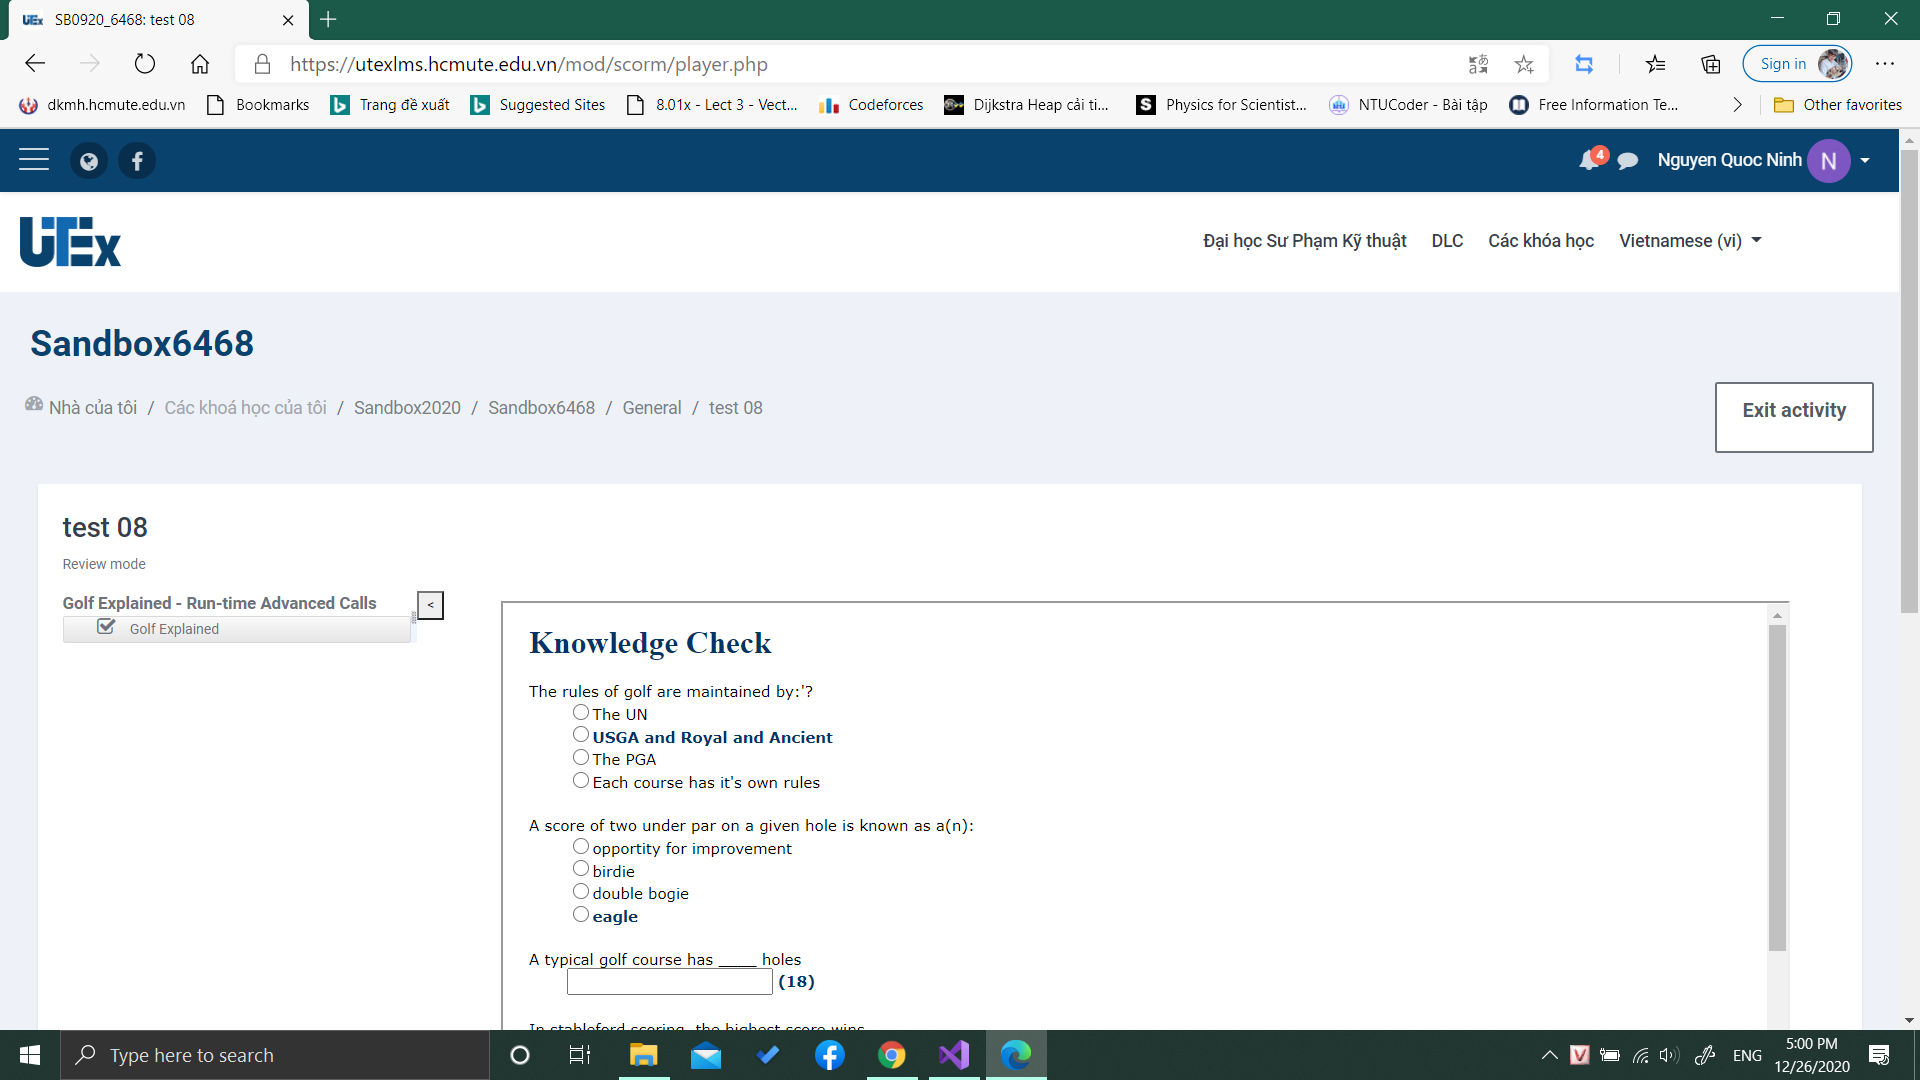 SB0920_6468: test 08
https://utexlms.hcmute.edu.vn/mod/scorm/player.php
Sign in
dkmh.hcmute.edu.vn
Bookmarks
Trang đề xuất
Suggested Sites
8.01x - Lect 3 - Vect...
Codeforces
Dijkstra Heap cải ti...
Physics for Scientist...
NTUCoder - Bài tập
Free Information Te...
Other favorites
4
Nguyen Quoc Ninh
N
UTEx
Đại học Sư Phạm Kỹ thuật
DLC
Các khóa học
Vietnamese (vi)
Sandbox6468
Nhà của tôi / Các khoá học của tôi / Sandbox2020 / Sandbox6468 / General / test 08
Exit activity
test 08
Review mode
Golf Explained - Run-time Advanced Calls
<
Golf Explained
Knowledge Check
The rules of golf are maintained by:'?
The UN
USGA and Royal and Ancient
The PGA
Each course has it's own rules
A score of two under par on a given hole is known as a(n):
opportity for improvement
birdie
double bogie
eagle
A typical golf course has ____ holes
(18)
In stableford scoring, the highest score wins
Type here to search
ENG
5:00 PM
12/26/2020